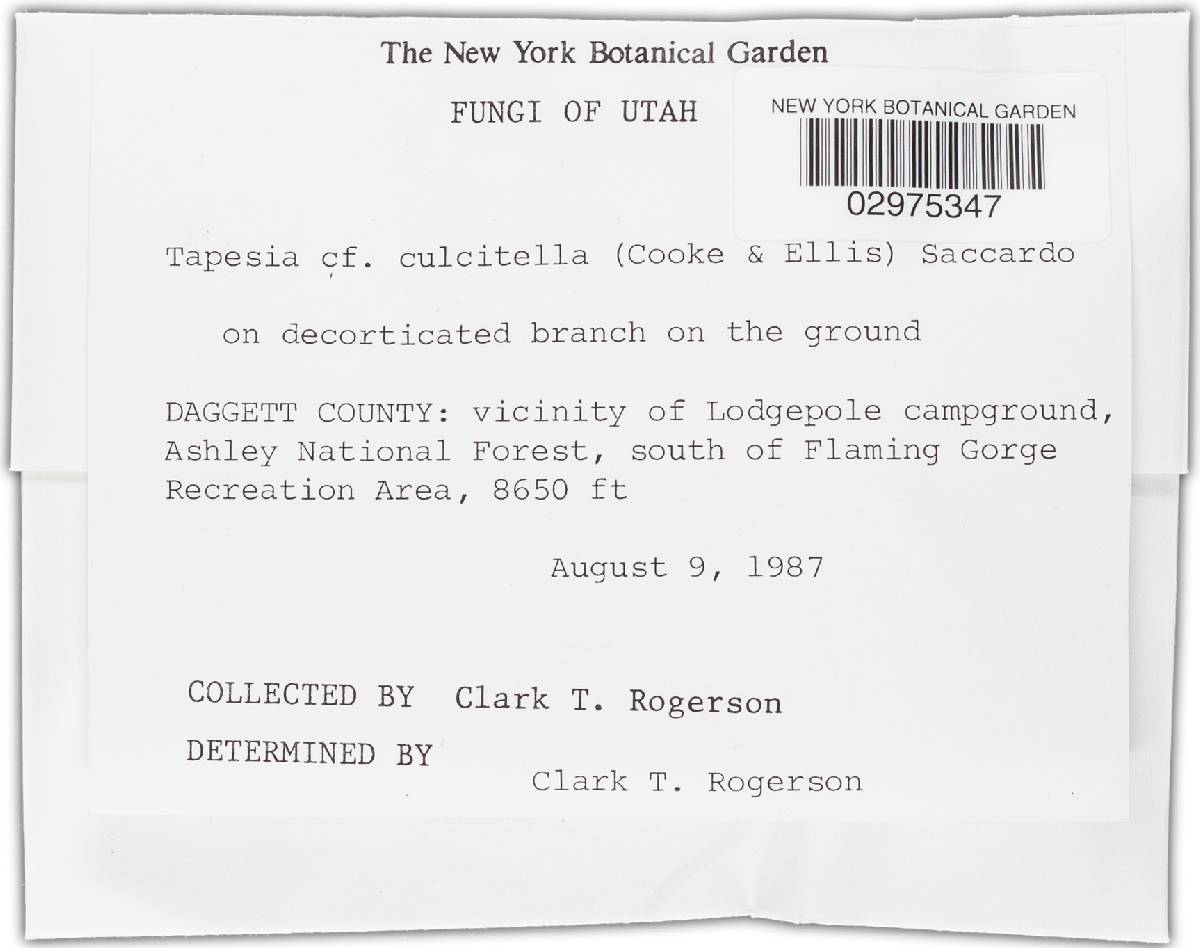 The New York Botanical Garden
FUNGI OF UTAH
NEW YORK BOTANICAL GARDEN
02975347
Tapesia cf. culcitella (Cooke & Ellis) Saccardo
on decorticated branch on the ground
DAGGETT COUNTY: vicinity of Lodgepole campground,
Ashley National Forest, south of Flaming Gorge
Recreation Area, 8650 ft
August 9, 1987
COLLECTED BY Clark T. Rogerson
DETERMINED BY
Clark T. Rogerson